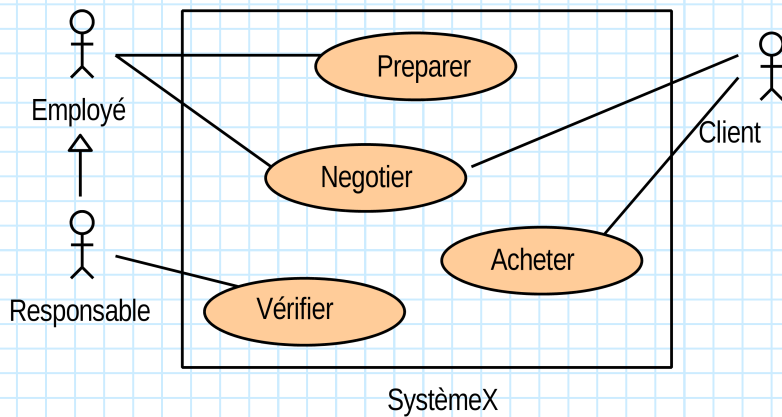 Preparer
Employé
Client
Negotier
Acheter
Responsable
Vérifier
SystèmeX